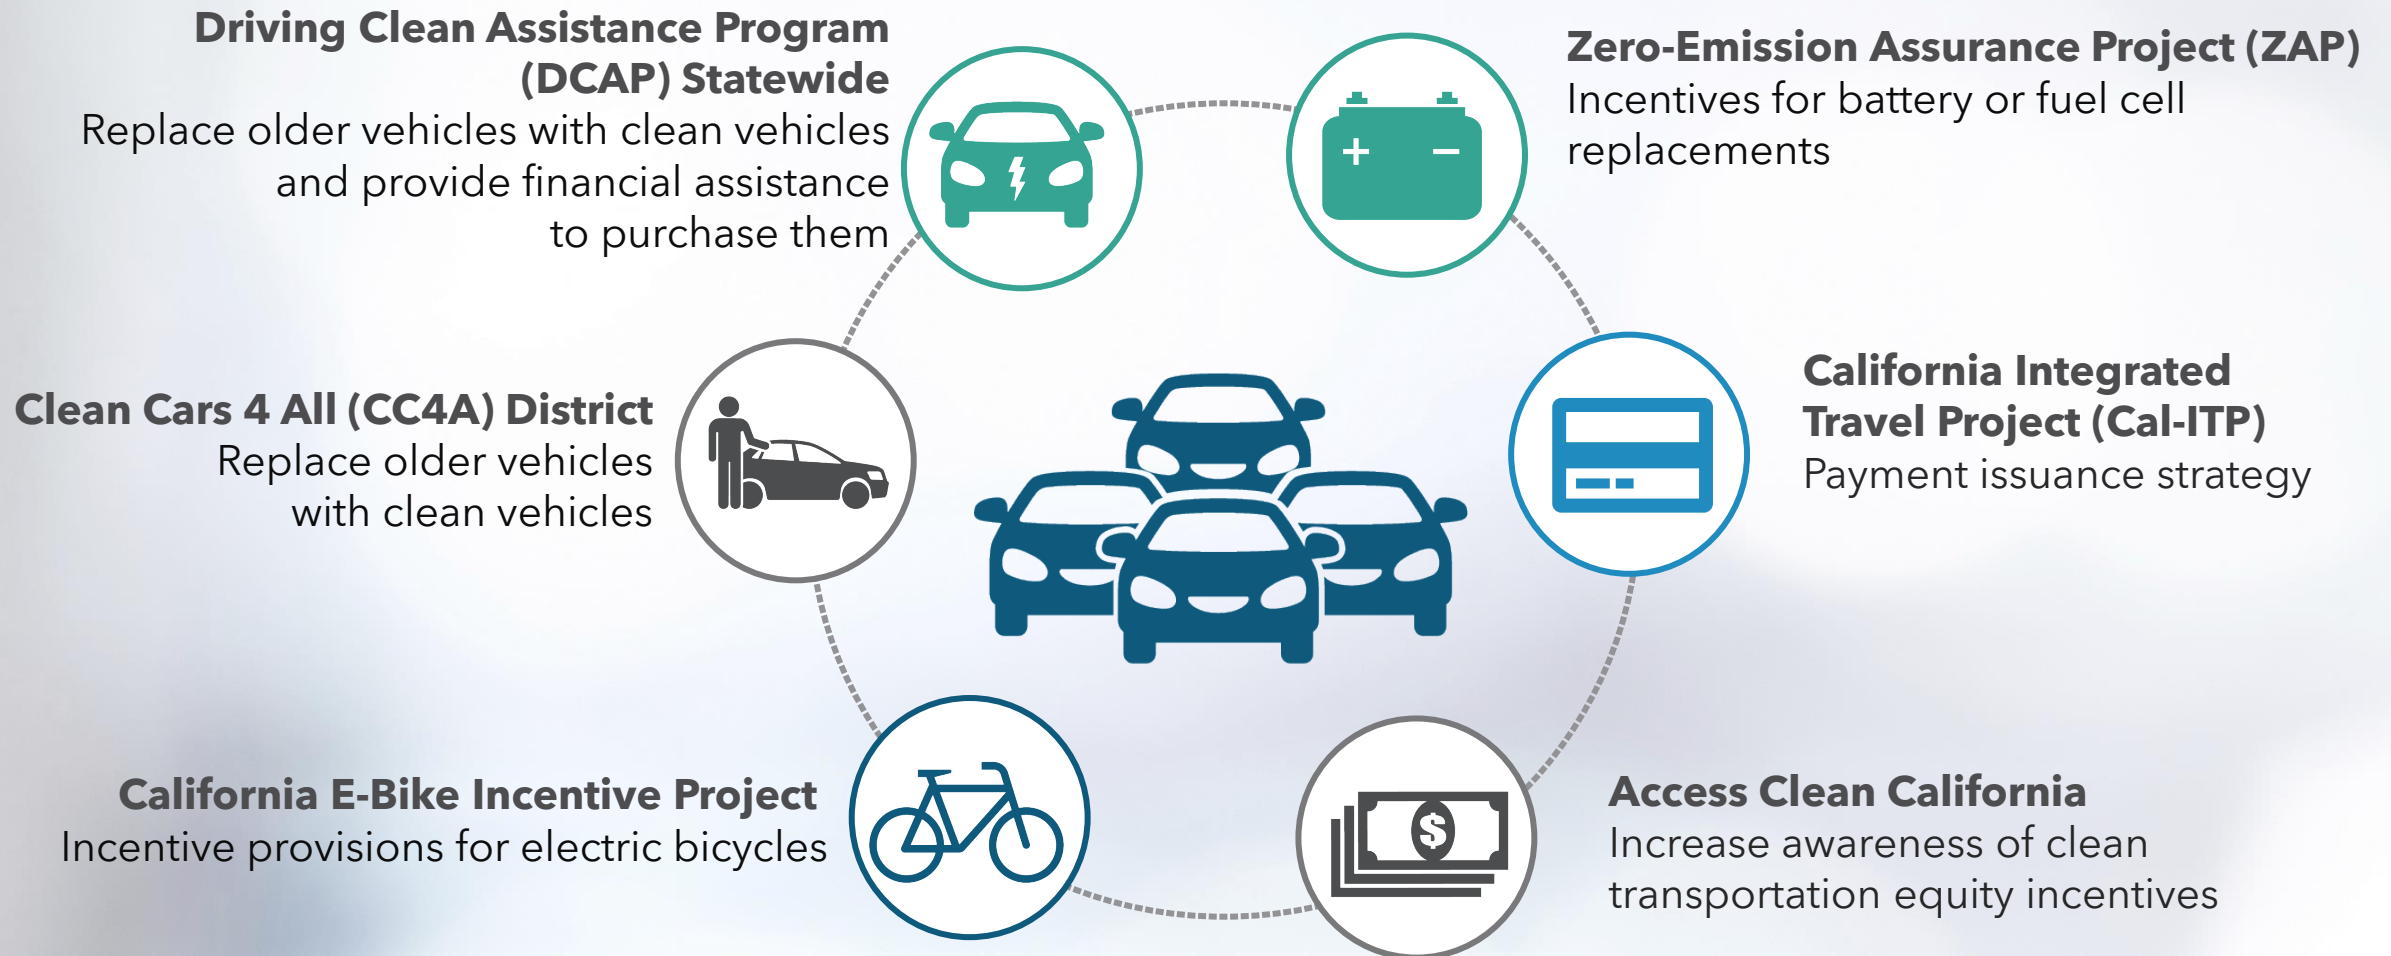 Driving Clean Assistance Program
(DCAP) Statewide
Replace older vehicles with clean vehicles
and provide financial assistance
to purchase them
Zero-Emission Assurance Project (ZAP)
Incentives for battery or fuel cell
replacements
+ −
Clean Cars 4 All (CC4A) District
Replace older vehicles
with clean vehicles
California Integrated
Travel Project (Cal-ITP)
Payment issuance strategy
California E-Bike Incentive Project
Incentive provisions for electric bicycles
$
Access Clean California
Increase awareness of clean
transportation equity incentives